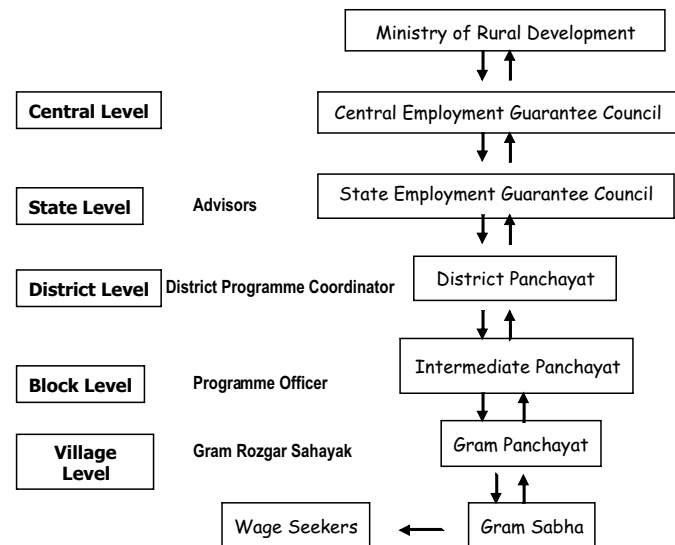 Ministry of Rural Development
Central Level
Central Employment Guarantee Council
State Level
Advisors
State Employment Guarantee Council
District Level
District Programme Coordinator
District Panchayat
Block Level
Programme Officer
Intermediate Panchayat
Village
Level
Gram Rozgar Sahayak
Gram Panchayat
Wage Seekers
Gram Sabha